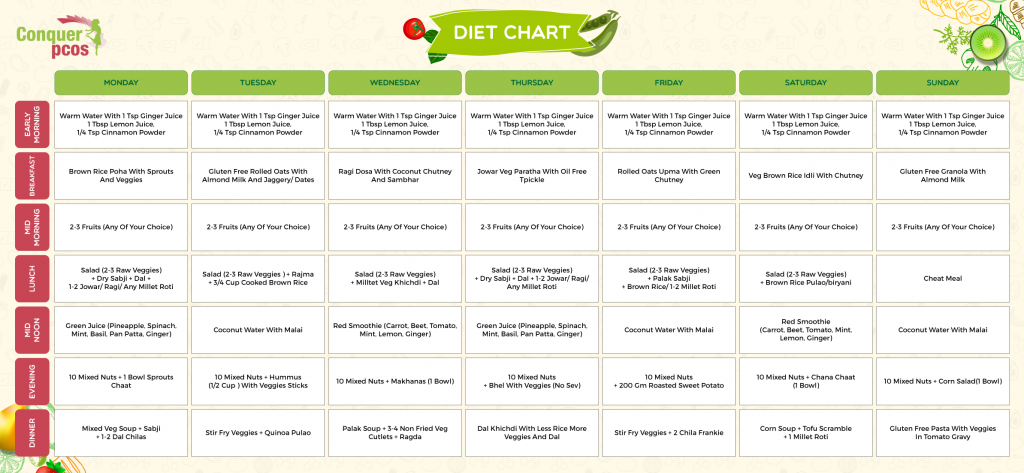 Conquer
pcos
DIET CHART
MONDAY
TUESDAY
WEDNESDAY
THURSDAY
FRIDAY
SATURDAY
SUNDAY
EARLY
MORNING
Warm Water With 1 Tsp Ginger Juice
1 Tbsp Lemon Juice,
1/4 Tsp Cinnamon Powder
Warm Water With 1 Tsp Ginger Juice
1 Tbsp Lemon Juice,
1/4 Tsp Cinnamon Powder
Warm Water With 1 Tsp Ginger Juice
1 Tbsp Lemon Juice,
1/4 Tsp Cinnamon Powder
Warm Water With 1 Tsp Ginger Juice
1 Tbsp Lemon Juice,
1/4 Tsp Cinnamon Powder
Warm Water With 1 Tsp Ginger Juice
1 Tbsp Lemon Juice,
1/4 Tsp Cinnamon Powder
Warm Water With 1 Tsp Ginger Juice
1 Tbsp Lemon Juice,
1/4 Tsp Cinnamon Powder
Warm Water With 1 Tsp Ginger Juice
1 Tbsp Lemon Juice,
1/4 Tsp Cinnamon Powder
BREAKFAST
Brown Rice Poha With Sprouts
And Veggies
Gluten Free Rolled Oats With
Almond Milk And Jaggery/ Dates
Ragi Dosa With Coconut Chutney
And Sambhar
Jowar Veg Paratha With Oil Free
Tpickle
Rolled Oats Upma With Green
Chutney
Veg Brown Rice Idli With Chutney
Gluten Free Granola With
Almond Milk
MID
MORNING
2-3 Fruits (Any Of Your Choice)
2-3 Fruits (Any Of Your Choice)
2-3 Fruits (Any Of Your Choice)
2-3 Fruits (Any Of Your Choice)
2-3 Fruits (Any Of Your Choice)
2-3 Fruits (Any Of Your Choice)
2-3 Fruits (Any Of Your Choice)
LUNCH
Salad (2-3 Raw Veggies)
+ Dry Sabji + Dal +
1-2 Jowar/ Ragi/ Any Millet Roti
Salad (2-3 Raw Veggies ) + Rajma
+ 3/4 Cup Cooked Brown Rice
Salad (2-3 Raw Veggies)
+ Milltet Veg Khichdi + Dal
Salad (2-3 Raw Veggies)
+ Dry Sabji + Dal + 1-2 Jowar/ Ragi/
Any Millet Roti
Salad (2-3 Raw Veggies)
+ Palak Sabji
+ Brown Rice/ 1-2 Millet Roti
Salad (2-3 Raw Veggies)
+ Brown Rice Pulao/biryani
Cheat Meal
MID
NOON
Green Juice (Pineapple, Spinach,
Mint, Basil, Pan Patta, Ginger)
Coconut Water With Malai
Red Smoothie (Carrot, Beet, Tomato,
Mint, Lemon, Ginger)
Green Juice (Pineapple, Spinach,
Mint, Basil, Pan Patta, Ginger)
Coconut Water With Malai
Red Smoothie
(Carrot, Beet, Tomato, Mint,
Lemon, Ginger)
Coconut Water With Malai
EVENING
10 Mixed Nuts + 1 Bowl Sprouts
Chaat
10 Mixed Nuts + Hummus
(1/2 Cup ) With Veggies Sticks
10 Mixed Nuts + Makhanas (1 Bowl)
10 Mixed Nuts
+ Bhel With Veggies (No Sev)
10 Mixed Nuts
+ 200 Gm Roasted Sweet Potato
10 Mixed Nuts + Chana Chaat
(1 Bowl)
10 Mixed Nuts + Corn Salad(1 Bowl)
DINNER
Mixed Veg Soup + Sabji
+ 1-2 Dal Chilas
Stir Fry Veggies + Quinoa Pulao
Palak Soup + 3-4 Non Fried Veg
Cutlets + Ragda
Dal Khichdi With Less Rice More
Veggies And Dal
Stir Fry Veggies + 2 Chila Frankie
Corn Soup + Tofu Scramble
+ 1 Millet Roti
Gluten Free Pasta With Veggies
In Tomato Gravy